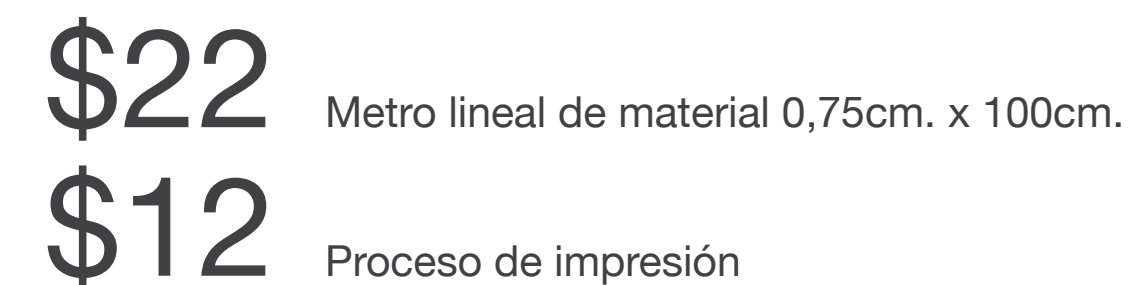 $22 Metro lineal de material 0,75cm. x 100cm.
$12 Proceso de impresión